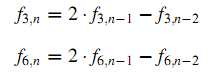 f₃,ₙ = 2 · f₃,ₙ₋₁ − f₃,ₙ₋₂
f₆,ₙ = 2 · f₆,ₙ₋₁ − f₆,ₙ₋₂